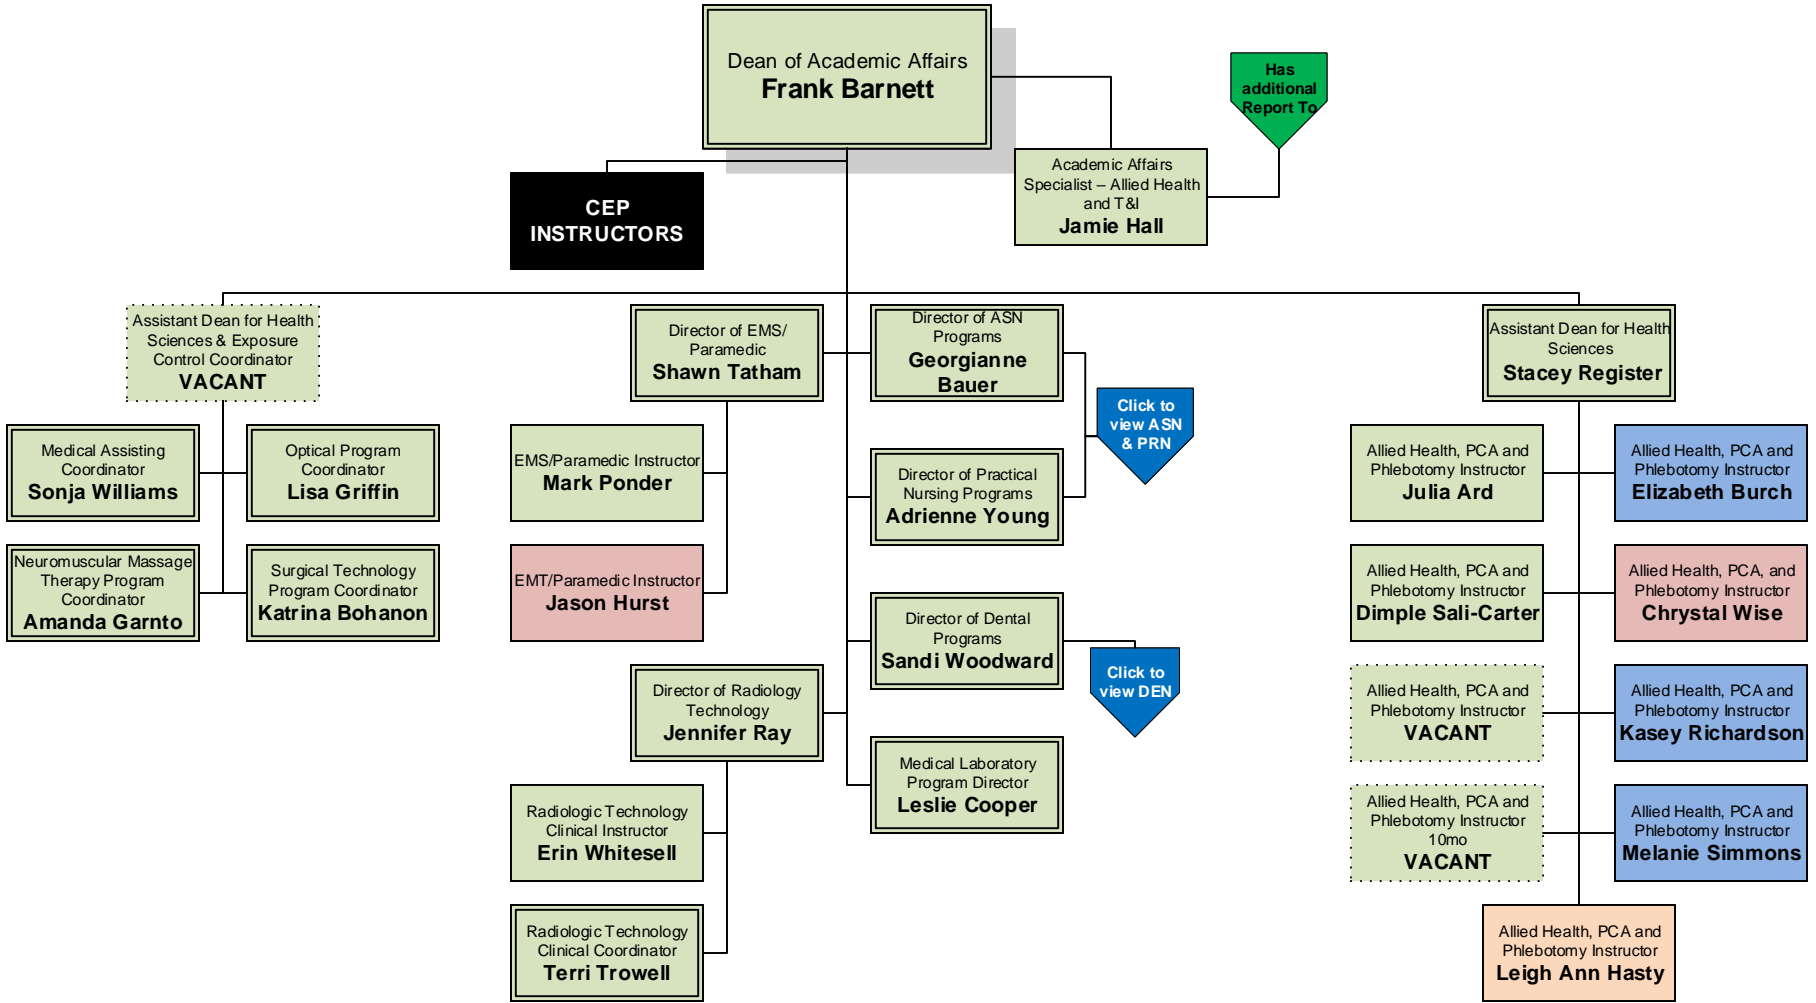 Dean of Academic Affairs
Frank Barnett
Has
additional
Report To
Academic Affairs
Specialist – Allied Health
and T&I
Jamie Hall
CEP
INSTRUCTORS
Assistant Dean for Health
Sciences & Exposure
Control Coordinator
VACANT
Director of EMS/
Paramedic
Shawn Tatham
Director of ASN
Programs
Georgianne
Bauer
Assistant Dean for Health
Sciences
Stacey Register
Click to
view ASN
& PRN
Medical Assisting
Coordinator
Sonja Williams
Optical Program
Coordinator
Lisa Griffin
EMS/Paramedic Instructor
Mark Ponder
Director of Practical
Nursing Programs
Adrienne Young
Allied Health, PCA and
Phlebotomy Instructor
Julia Ard
Allied Health, PCA and
Phlebotomy Instructor
Elizabeth Burch
Neuromuscular Massage
Therapy Program
Coordinator
Amanda Garnto
Surgical Technology
Program Coordinator
Katrina Bohanon
EMT/Paramedic Instructor
Jason Hurst
Director of Dental
Programs
Sandi Woodward
Click to
view DEN
Allied Health, PCA and
Phlebotomy Instructor
Dimple Sali-Carter
Allied Health, PCA, and
Phlebotomy Instructor
Chrystal Wise
Director of Radiology
Technology
Jennifer Ray
Allied Health, PCA and
Phlebotomy Instructor
VACANT
Allied Health, PCA and
Phlebotomy Instructor
Kasey Richardson
Medical Laboratory
Program Director
Leslie Cooper
Radiologic Technology
Clinical Instructor
Erin Whitesell
Allied Health, PCA and
Phlebotomy Instructor
10mo
VACANT
Allied Health, PCA and
Phlebotomy Instructor
Melanie Simmons
Radiologic Technology
Clinical Coordinator
Terri Trowell
Allied Health, PCA and
Phlebotomy Instructor
Leigh Ann Hasty